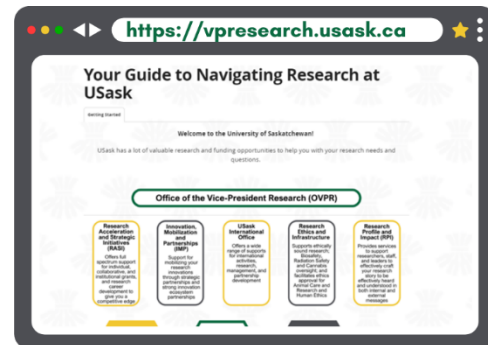 https://vpresearch.usask.ca
Your Guide to Navigating Research at
USask
Getting Started
Welcome to the University of Saskatchewan!
USask has a lot of valuable research and funding opportunities to help you with your research needs and
questions.
Office of the Vice-President Research (OVPR)
Research
Acceleration
and Strategic
Initiatives
(RASI)
Offers full
spectrum support
for individual,
collaborative, and
institutional grants,
and research
career
development to
give you a
competitive edge
Innovation,
Mobilization
and
Partnerships
(IMP)
Support for
mobilizing your
research
innovations
through strategic
partnerships and
strong innovation
ecosystem
partnerships
USask
International
Office
Offers a wide
range of supports
for international
activities,
research,
management, and
partnership
development
Research
Ethics and
Infrastructure
Supports ethically
sound research;
Biosafety,
Radiation Safety
and Cannabis
oversight; and
facilitates ethics
approval for
Animal Care and
Research and
Human Ethics
Research
Profile and
Impact (RPI)
Provides services
to support
researchers, staff,
and leaders to
effectively craft
your research
story to be
effectively heard
and understood in
both internal and
external
messages